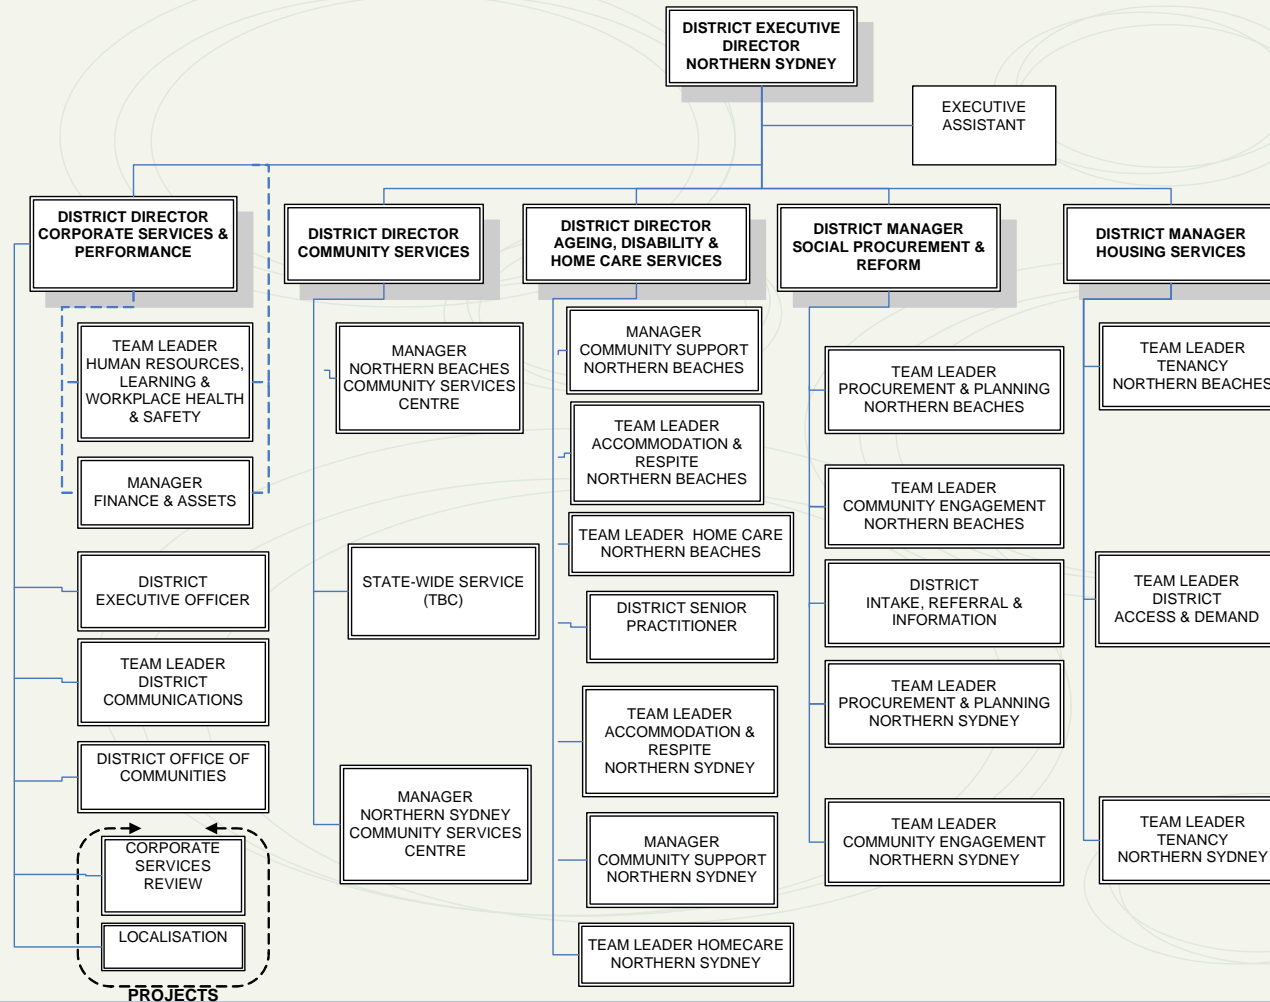 DISTRICT EXECUTIVE
DIRECTOR
NORTHERN SYDNEY
EXECUTIVE
ASSISTANT
DISTRICT DIRECTOR
CORPORATE SERVICES &
PERFORMANCE
TEAM LEADER
HUMAN RESOURCES,
LEARNING &
WORKPLACE HEALTH
& SAFETY
MANAGER
FINANCE & ASSETS
DISTRICT
EXECUTIVE OFFICER
TEAM LEADER
DISTRICT
COMMUNICATIONS
DISTRICT OFFICE OF
COMMUNITIES
CORPORATE
SERVICES
REVIEW
LOCALISATION
PROJECTS
DISTRICT DIRECTOR
COMMUNITY SERVICES
MANAGER
NORTHERN BEACHES
COMMUNITY SERVICES
CENTRE
STATE-WIDE SERVICE
(TBC)
MANAGER
NORTHERN SYDNEY
COMMUNITY SERVICES
CENTRE
DISTRICT DIRECTOR
AGEING, DISABILITY &
HOME CARE SERVICES
MANAGER
COMMUNITY SUPPORT
NORTHERN BEACHES
TEAM LEADER
ACCOMMODATION &
RESPITE
NORTHERN BEACHES
TEAM LEADER HOME CARE
NORTHERN BEACHES
DISTRICT SENIOR
PRACTITIONER
TEAM LEADER
ACCOMMODATION &
RESPITE
NORTHERN SYDNEY
MANAGER
COMMUNITY SUPPORT
NORTHERN SYDNEY
TEAM LEADER HOMECARE
NORTHERN SYDNEY
DISTRICT MANAGER
SOCIAL PROCUREMENT &
REFORM
TEAM LEADER
PROCUREMENT & PLANNING
NORTHERN BEACHES
TEAM LEADER
COMMUNITY ENGAGEMENT
NORTHERN BEACHES
DISTRICT
INTAKE, REFERRAL &
INFORMATION
TEAM LEADER
PROCUREMENT & PLANNING
NORTHERN SYDNEY
TEAM LEADER
COMMUNITY ENGAGEMENT
NORTHERN SYDNEY
DISTRICT MANAGER
HOUSING SERVICES
TEAM LEADER
TENANCY
NORTHERN BEACHES
TEAM LEADER
DISTRICT
ACCESS & DEMAND
TEAM LEADER
TENANCY
NORTHERN SYDNEY